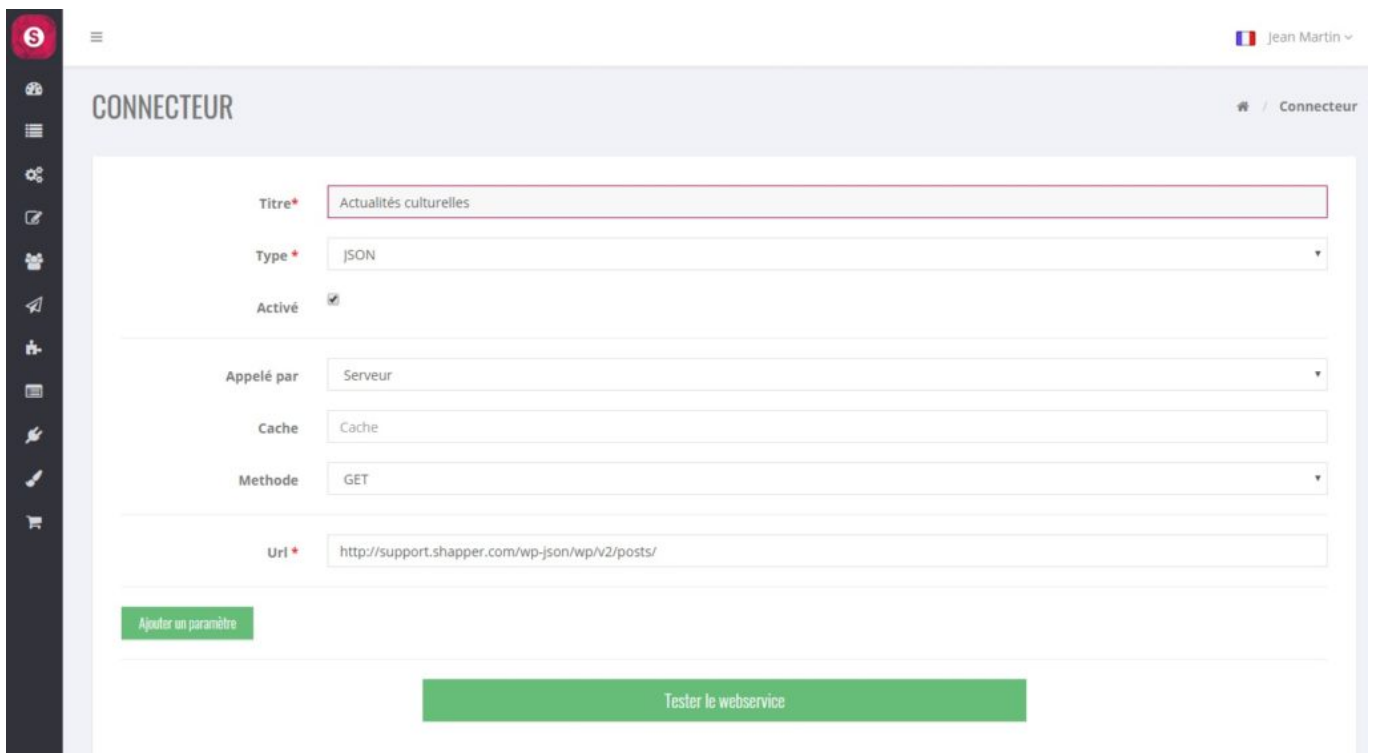 S
Jean Martin
CONNECTEUR
/ Connecteur
Titre* Actualités culturelles
Type * JSON
Activé
Appelé par Serveur
Cache Cache
Methode GET
Url * http://support.shapper.com/wp-json/wp/v2/posts/
Ajouter un paramètre
Tester le webservice